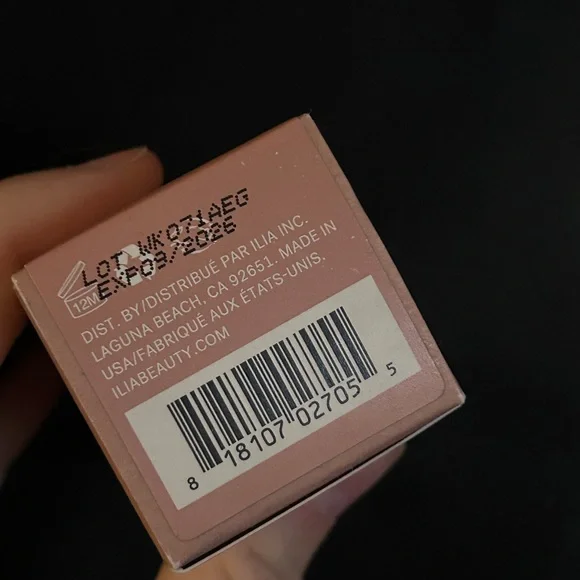 LOT WK071AEG
EXP09/2026
12M
DIST. BY/DISTRIBUÉ PAR ILIA INC.
LAGUNA BEACH, CA 92651. MADE IN
USA/FABRIQUÉ AUX ÉTATS-UNIS.
ILIABEAUTY.COM
8 18107 02705 5